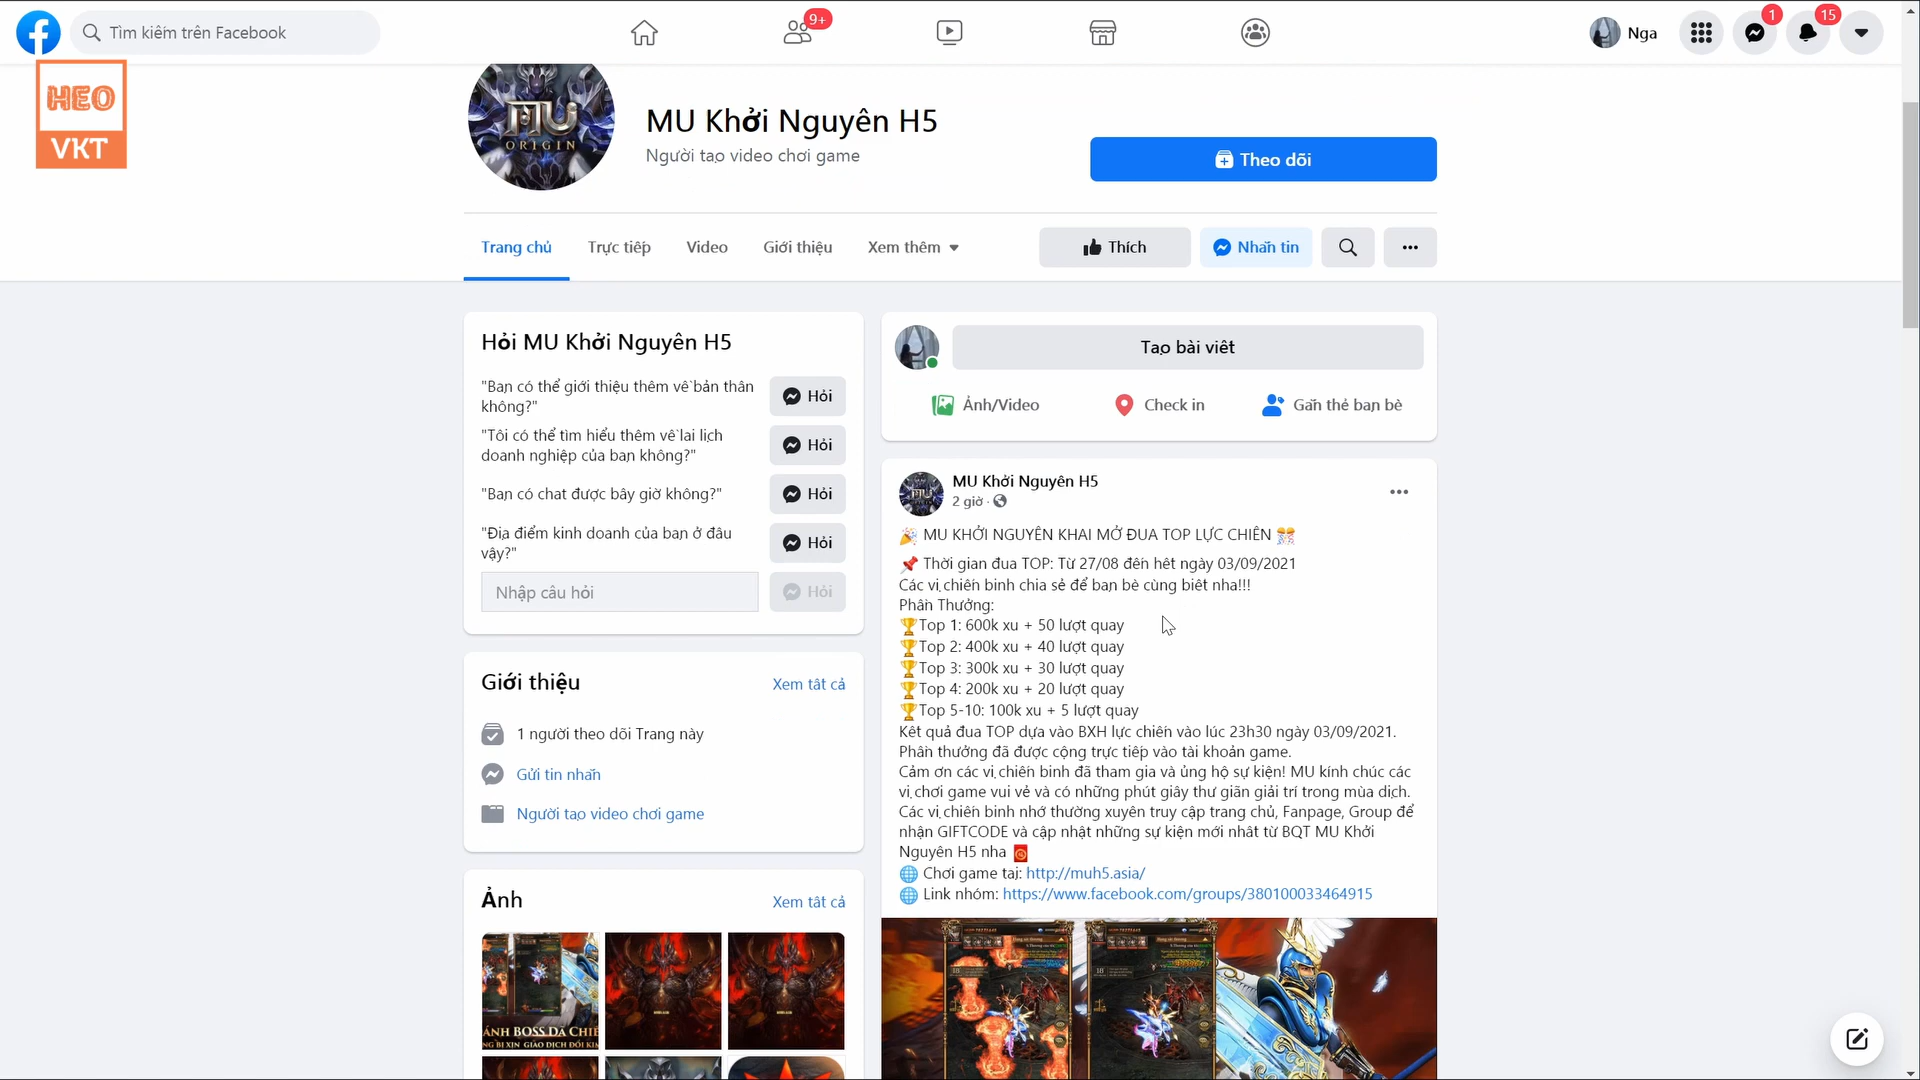 Tìm kiếm trên Facebook
9+
Nga
1
15
HEO
VKT
MU
ORIGIN
MU Khởi Nguyên H5
Người tạo video chơi game
Theo dõi
Trang chủ
Trực tiếp
Video
Giới thiệu
Xem thêm
Thích
Nhắn tin
Hỏi MU Khởi Nguyên H5
"Bạn có thể giới thiệu thêm về bản thân
không?"
Hỏi
"Tôi có thể tìm hiểu thêm về lai lịch
doanh nghiệp của bạn không?"
Hỏi
"Bạn có chat được bây giờ không?"
Hỏi
"Địa điểm kinh doanh của bạn ở đâu
vậy?"
Hỏi
Nhập câu hỏi
Hỏi
Giới thiệu
Xem tất cả
1 người theo dõi Trang này
Gửi tin nhắn
Người tạo video chơi game
Ảnh
Xem tất cả
ÁNH BOSS DÃ CHIẾ
Tạo bài viết
Ảnh/Video
Check in
Gắn thẻ bạn bè
MU Khởi Nguyên H5
2 giờ ·
MU KHỞI NGUYÊN KHAI MỞ ĐUA TOP LỰC CHIẾN
Thời gian đua TOP: Từ 27/08 đến hết ngày 03/09/2021
Các vị chiến binh chia sẻ để bạn bè cùng biết nha!!!
Phần Thưởng:
Top 1: 600k xu + 50 lượt quay
Top 2: 400k xu + 40 lượt quay
Top 3: 300k xu + 30 lượt quay
Top 4: 200k xu + 20 lượt quay
Top 5-10: 100k xu + 5 lượt quay
Kết quả đua TOP dựa vào BXH lực chiến vào lúc 23h30 ngày 03/09/2021.
Phần thưởng đã được cộng trực tiếp vào tài khoản game.
Cảm ơn các vị chiến binh đã tham gia và ủng hộ sự kiện! MU kính chúc các
vị chơi game vui vẻ và có những phút giây thư giãn giải trí trong mùa dịch.
Các vị chiến binh nhớ thường xuyên truy cập trang chủ, Fanpage, Group để
nhận GIFTCODE và cập nhật những sự kiện mới nhất từ BQT MU Khởi
Nguyên H5 nha
Chơi game tại: http://muh5.asia/
Link nhóm: https://www.facebook.com/groups/380100033464915